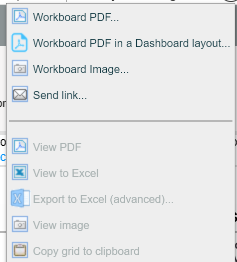 Workboard PDF...
Workboard PDF in a Dashboard layout...
Workboard Image...
Send link...
View PDF
View to Excel
Export to Excel (advanced)...
View image
Copy grid to clipboard